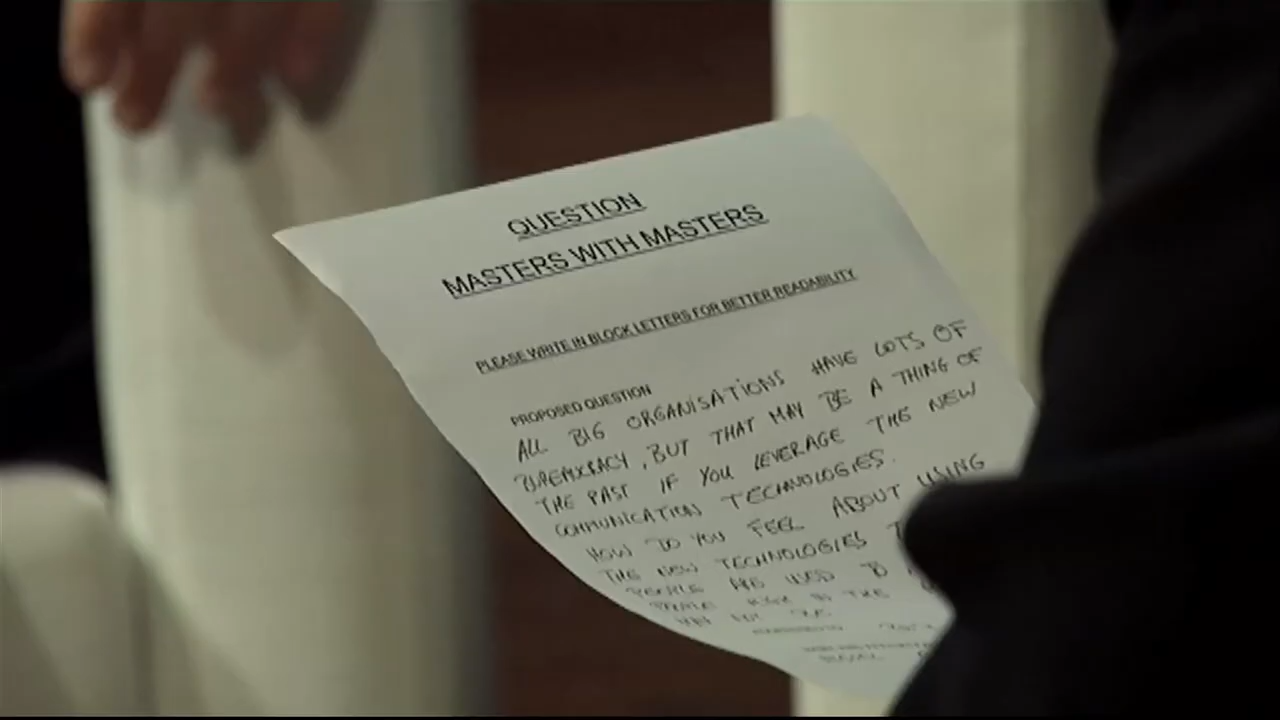 QUESTION
MASTERS WITH MASTERS
PLEASE WRITE IN BLOCK LETTERS FOR BETTER READABILITY
PROPOSED QUESTION
ALL BIG ORGANISATIONS HAVE LOTS OF
BUREAUCRACY, BUT THAT MAY BE A THING OF
THE PAST IF YOU LEVERAGE THE NEW
COMMUNICATION TECHNOLOGIES.
HOW DO YOU FEEL ABOUT USING
THE NEW TECHNOLOGIES
PEOPLE ARE USED
IN THE